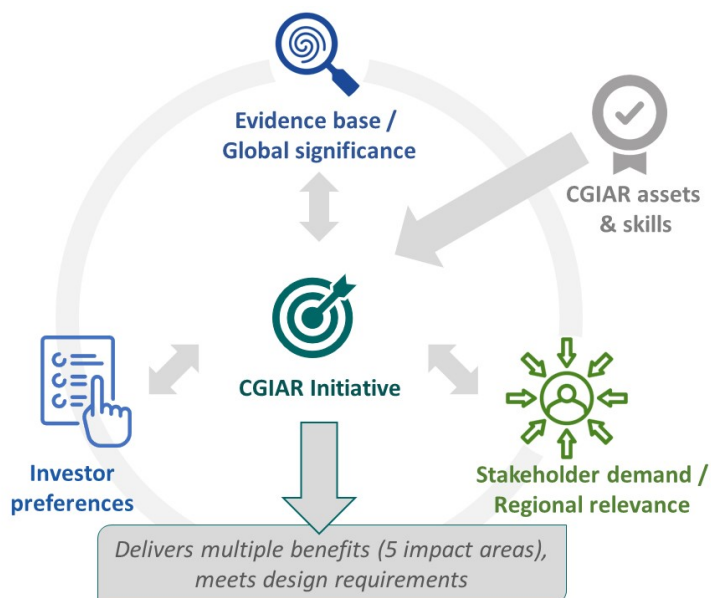 Evidence base /
Global significance
CGIAR assets
& skills
CGIAR Initiative
Investor
preferences
Stakeholder demand /
Regional relevance
Delivers multiple benefits (5 impact areas),
meets design requirements